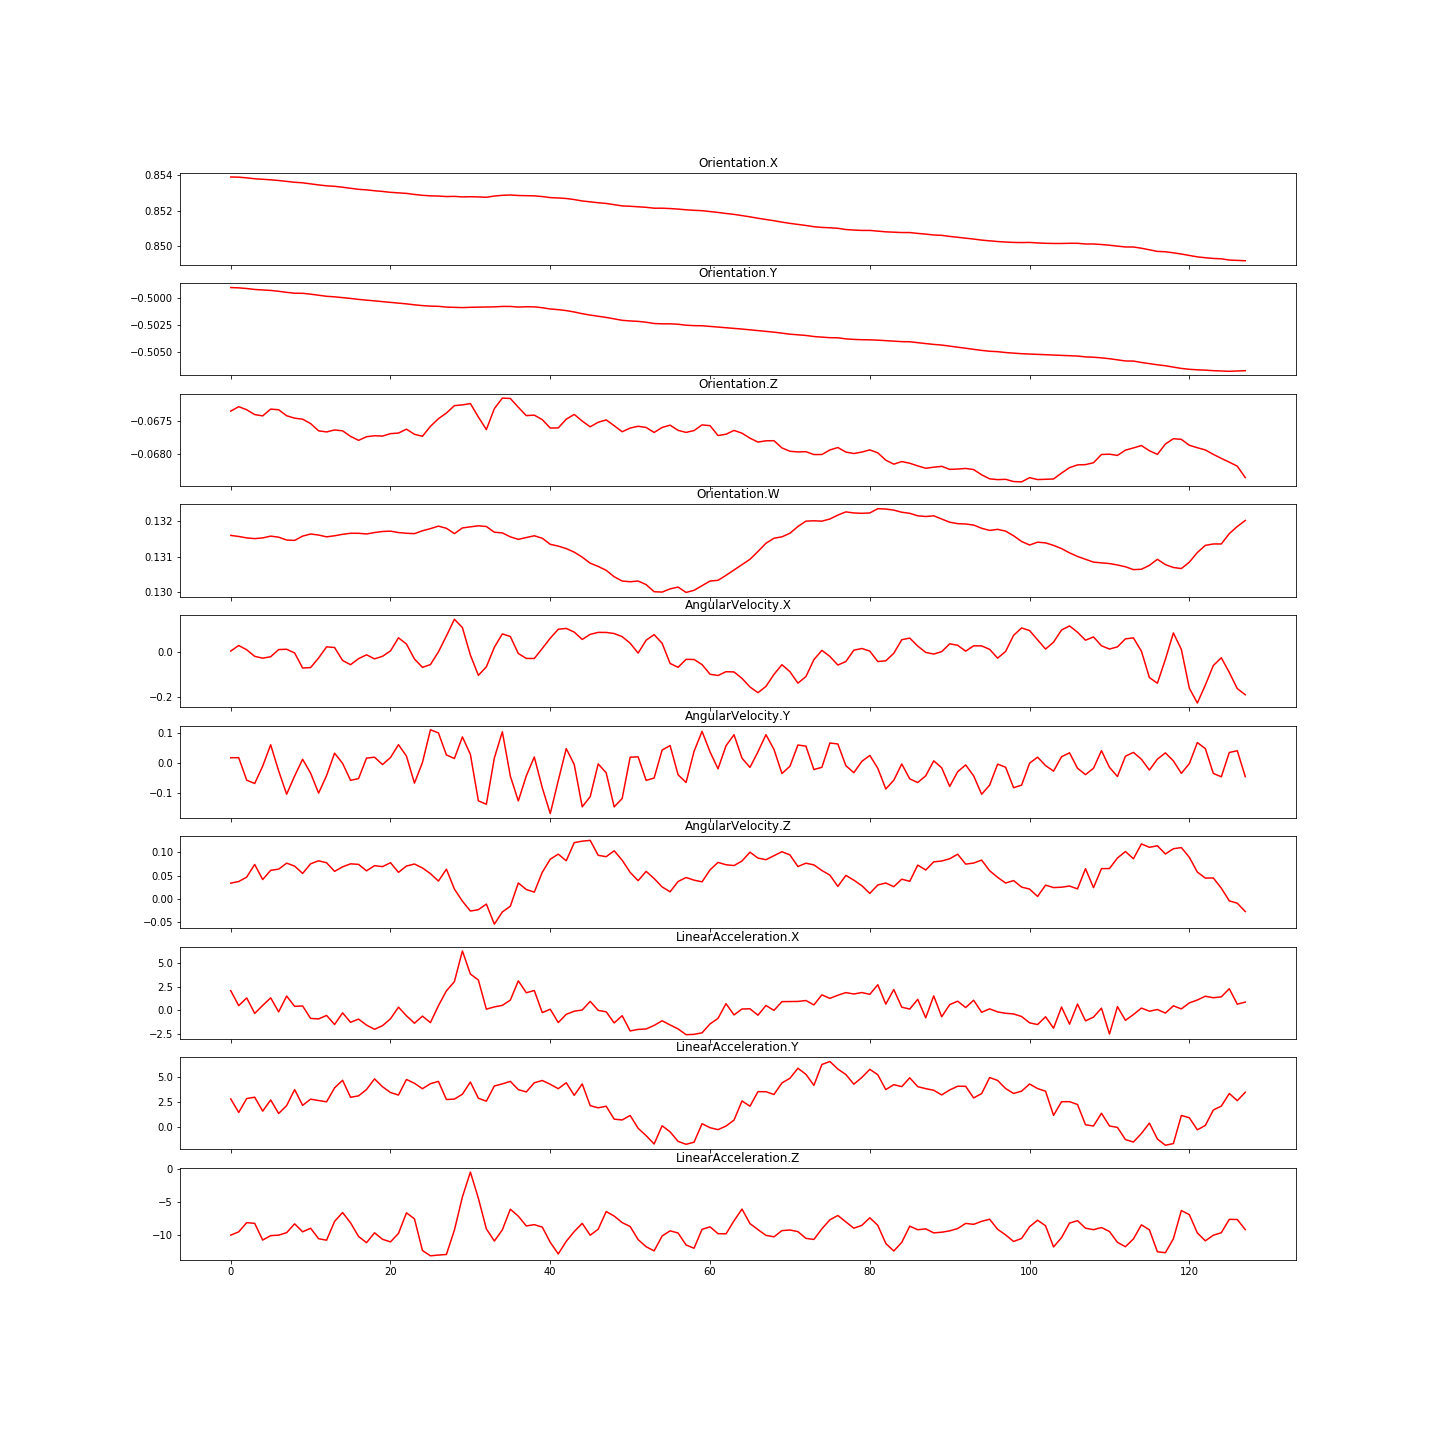 Orientation.X
0.854
0.852
0.850
Orientation.Y
−0.5000
−0.5025
−0.5050
Orientation.Z
−0.0675
−0.0680
Orientation.W
0.132
0.131
0.130
AngularVelocity.X
0.0
−0.2
AngularVelocity.Y
0.1
0.0
−0.1
AngularVelocity.Z
0.10
0.05
0.00
−0.05
LinearAcceleration.X
5.0
2.5
0.0
−2.5
LinearAcceleration.Y
5.0
2.5
0.0
LinearAcceleration.Z
0
−5
−10
0 20 40 60 80 100 120